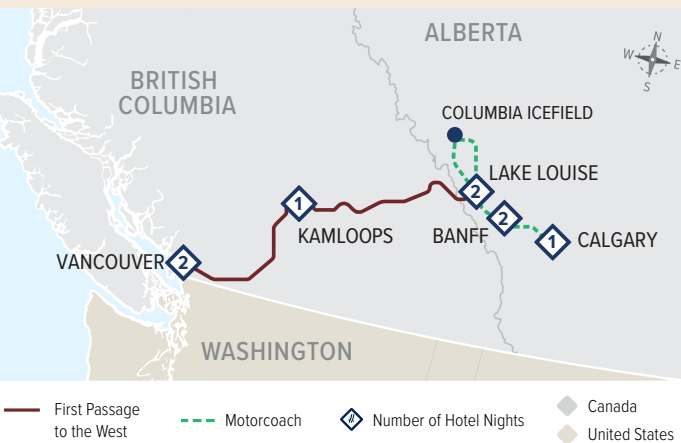 ALBERTA
N
W
E
S
BRITISH
COLUMBIA
COLUMBIA ICEFIELD
LAKE LOUISE
2
1
2
KAMLOOPS
BANFF
1
CALGARY
VANCOUVER
2
WASHINGTON
First Passage
to the West
Motorcoach
#
Number of Hotel Nights
Canada
United States